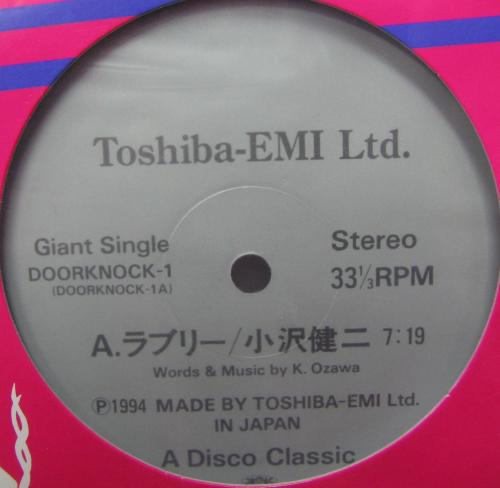 Toshiba-EMI Ltd.
Giant Single
Stereo
DOORKNOCK-1
33⅓RPM
(DOORKNOCK-1A)
A.ラブリー/小沢健二 7:19
Words & Music by K. Ozawa
Ⓟ1994 MADE BY TOSHIBA-EMI Ltd.
IN JAPAN
A Disco Classic